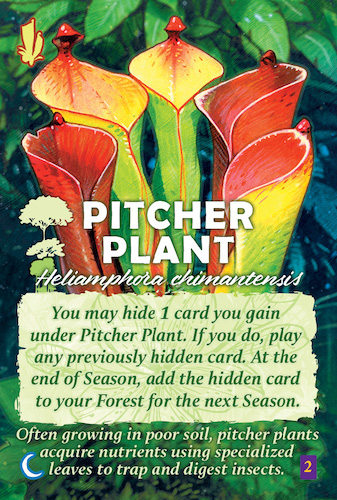 PITCHER
PLANT
Heliamphora chimantensis
You may hide 1 card you gain
under Pitcher Plant. If you do, play
any previously hidden card. At the
end of Season, add the hidden card
to your Forest for the next Season.
Often growing in poor soil, pitcher plants
acquire nutrients using specialized
leaves to trap and digest insects.
2